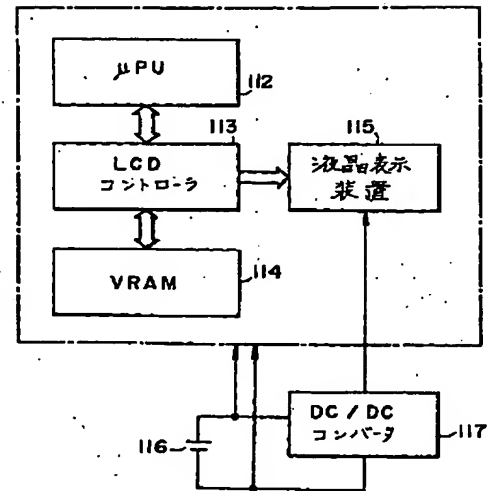 μPU
112
113
LCD
コントローラ
115
液晶表示
装置
VRAM
114
116
DC/DC
コンバータ
117